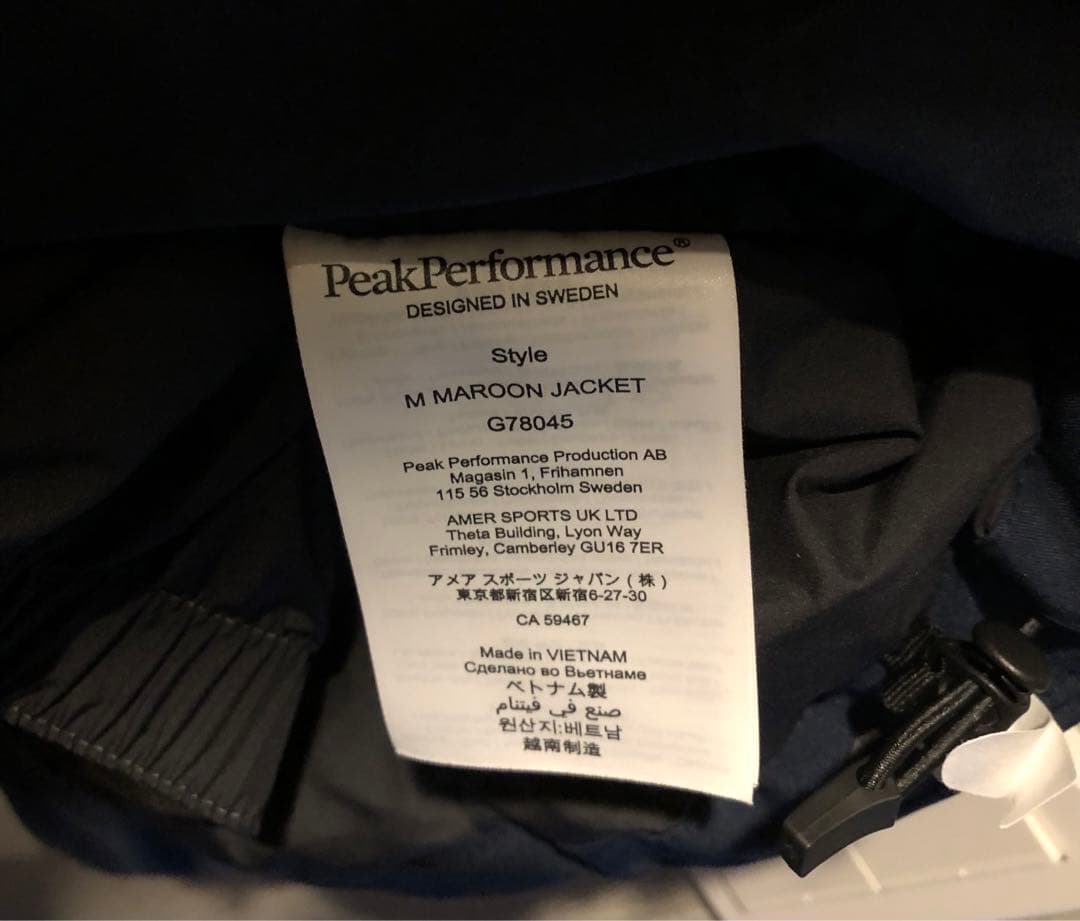 PeakPerformance®
DESIGNED IN SWEDEN
Style
M MAROON JACKET
G78045
Peak Performance Production AB
Magasin 1, Frihamnen
115 56 Stockholm Sweden
AMER SPORTS UK LTD
Theta Building, Lyon Way
Frimley, Camberley GU16 7ER
アメア スポーツ ジャパン ( 株 )
東京都新宿区新宿6-27-30
CA 59467
Made in VIETNAM
Сделано во Вьетнаме
ベトナム製
صنع في فيتنام
원산지:베트남
越南制造